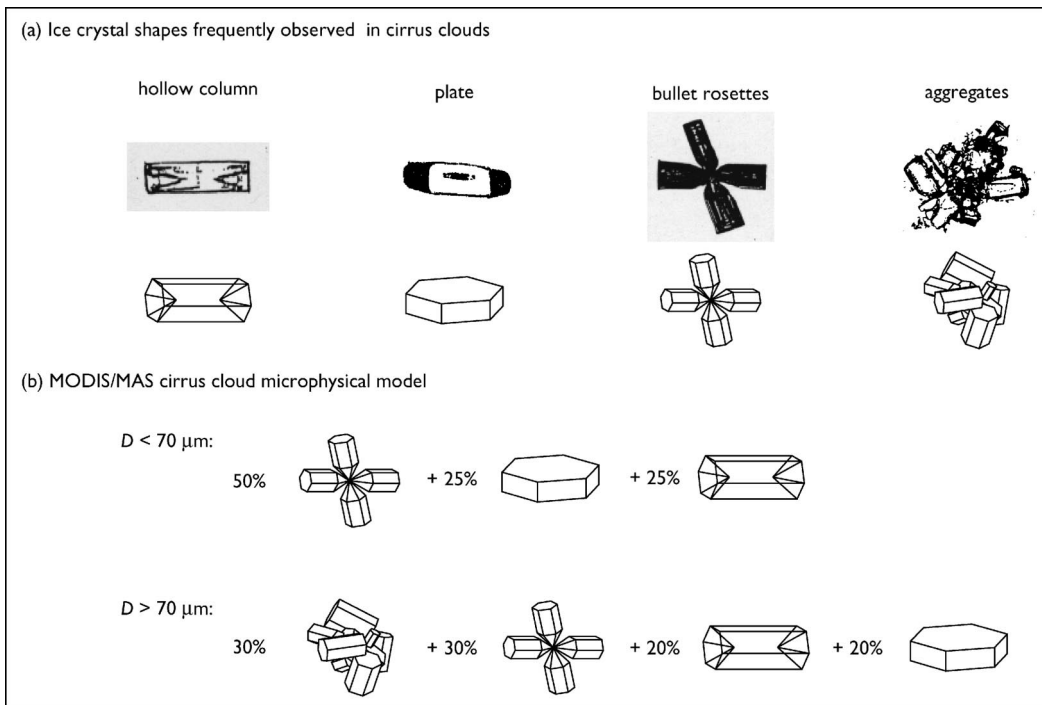 (a) Ice crystal shapes frequently observed in cirrus clouds
hollow column plate bullet rosettes aggregates
(b) MODIS/MAS cirrus cloud microphysical model
D < 70 μm:
50% + 25% + 25%
D > 70 μm:
30% + 30% + 20% + 20%